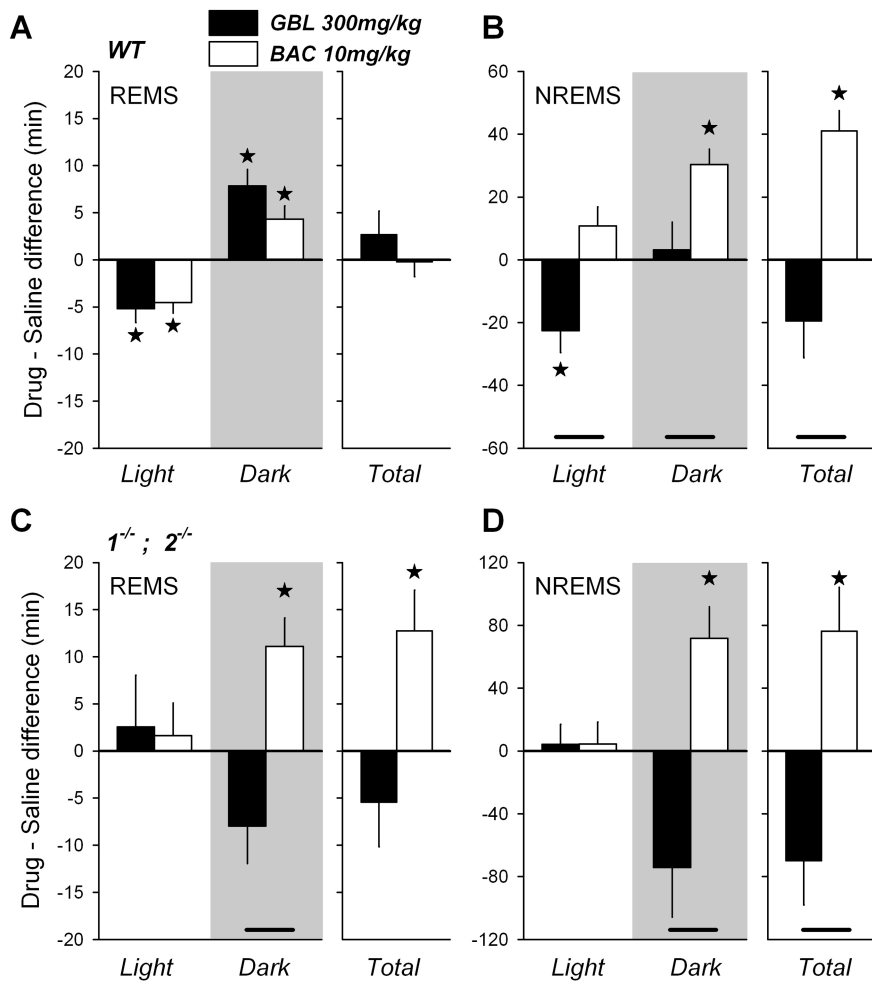 A
WT
GBL 300mg/kg
BAC 10mg/kg
B
Drug - Saline difference (min)
20
15
10
5
0
-5
-10
-15
-20
REMS
Light
Dark
Total
60
40
20
0
-20
-40
-60
NREMS
Light
Dark
Total
C
1-/- ; 2-/-
D
Drug - Saline difference (min)
20
15
10
5
0
-5
-10
-15
-20
REMS
Light
Dark
Total
120
80
40
0
-40
-80
-120
NREMS
Light
Dark
Total